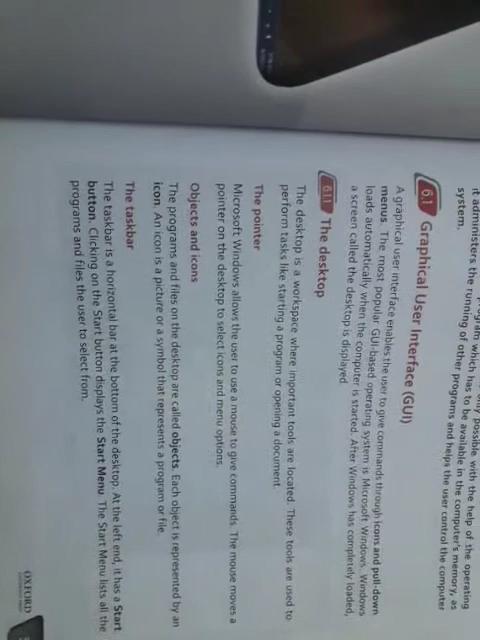 only possible with the help of the operating
program which has to be available in the computer's memory, as
it administers the running of other programs and helps the user control the computer
system.
6.1 Graphical User Interface (GUI)
A graphical user interface enables the user to give commands through icons and pull-down
menus. The most popular GUI-based operating system is Microsoft Windows. Windows
loads automatically when the computer is started. After Windows has completely loaded,
a screen called the desktop is displayed.
6.1.1 The desktop
The desktop is a workspace where important tools are located. These tools are used to
perform tasks like starting a program or opening a document.
The pointer
Microsoft Windows allows the user to use a mouse to give commands. The mouse moves a
pointer on the desktop to select icons and menu options.
Objects and icons
The programs and files on the desktop are called objects. Each object is represented by an
icon. An icon is a picture or a symbol that represents a program or file.
The taskbar
The taskbar is a horizontal bar at the bottom of the desktop. At the left end, it has a Start
button. Clicking on the Start button displays the Start Menu. The Start Menu lists all the
programs and files the user to select from.
OXFORD